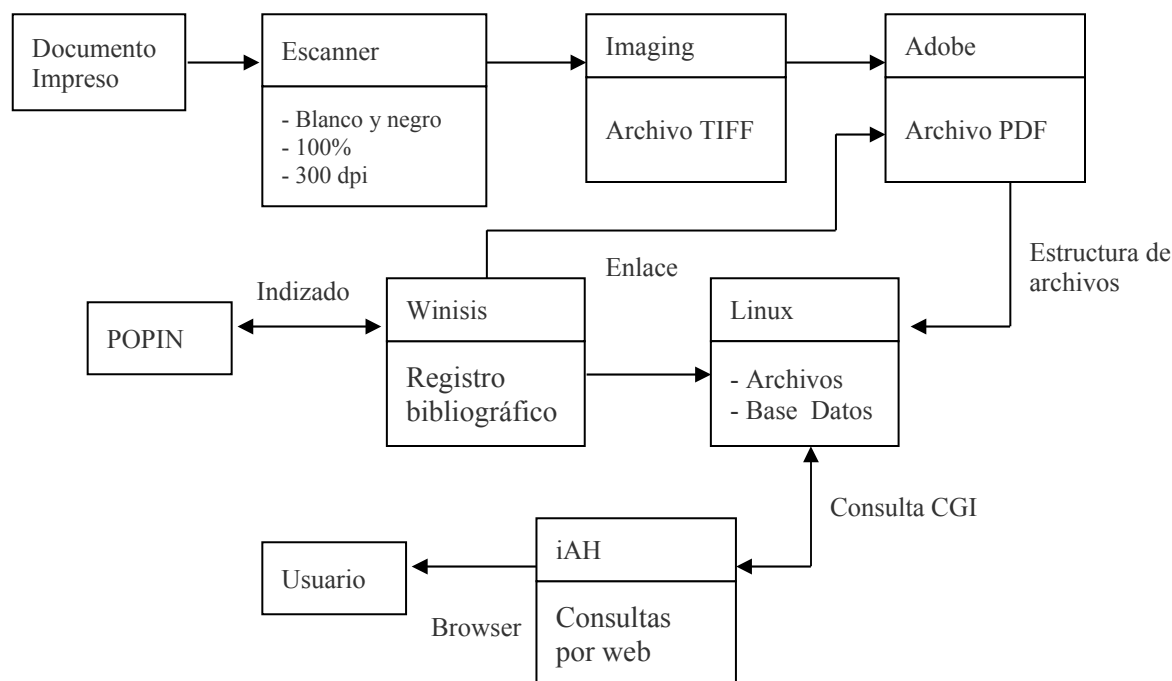 Documento
Impreso
Escanner
- Blanco y negro
- 100%
- 300 dpi
Imaging
Archivo TIFF
Adobe
Archivo PDF
Estructura de
archivos
Enlace
Indizado
POPIN
Winisis
Registro
bibliográfico
Linux
- Archivos
- Base Datos
Consulta CGI
iAH
Consultas
por web
Browser
Usuario